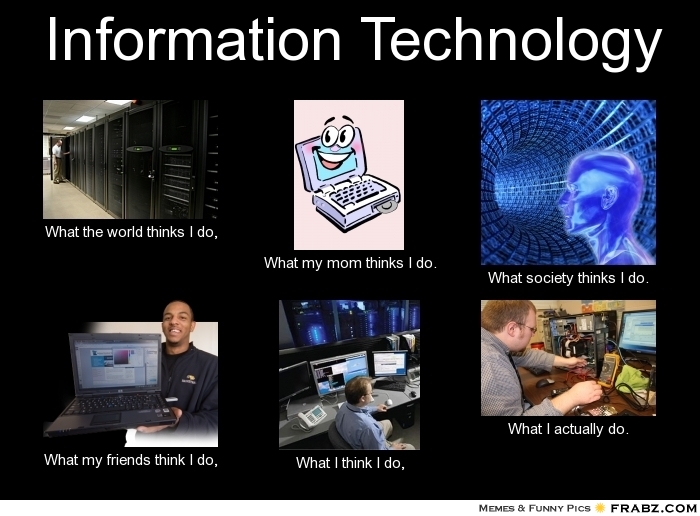 Information Technology
What the world thinks I do,
What my mom thinks I do.
What society thinks I do.
What my friends think I do,
What I think I do,
What I actually do.
MEMES & FUNNY PICS FRABZ.COM